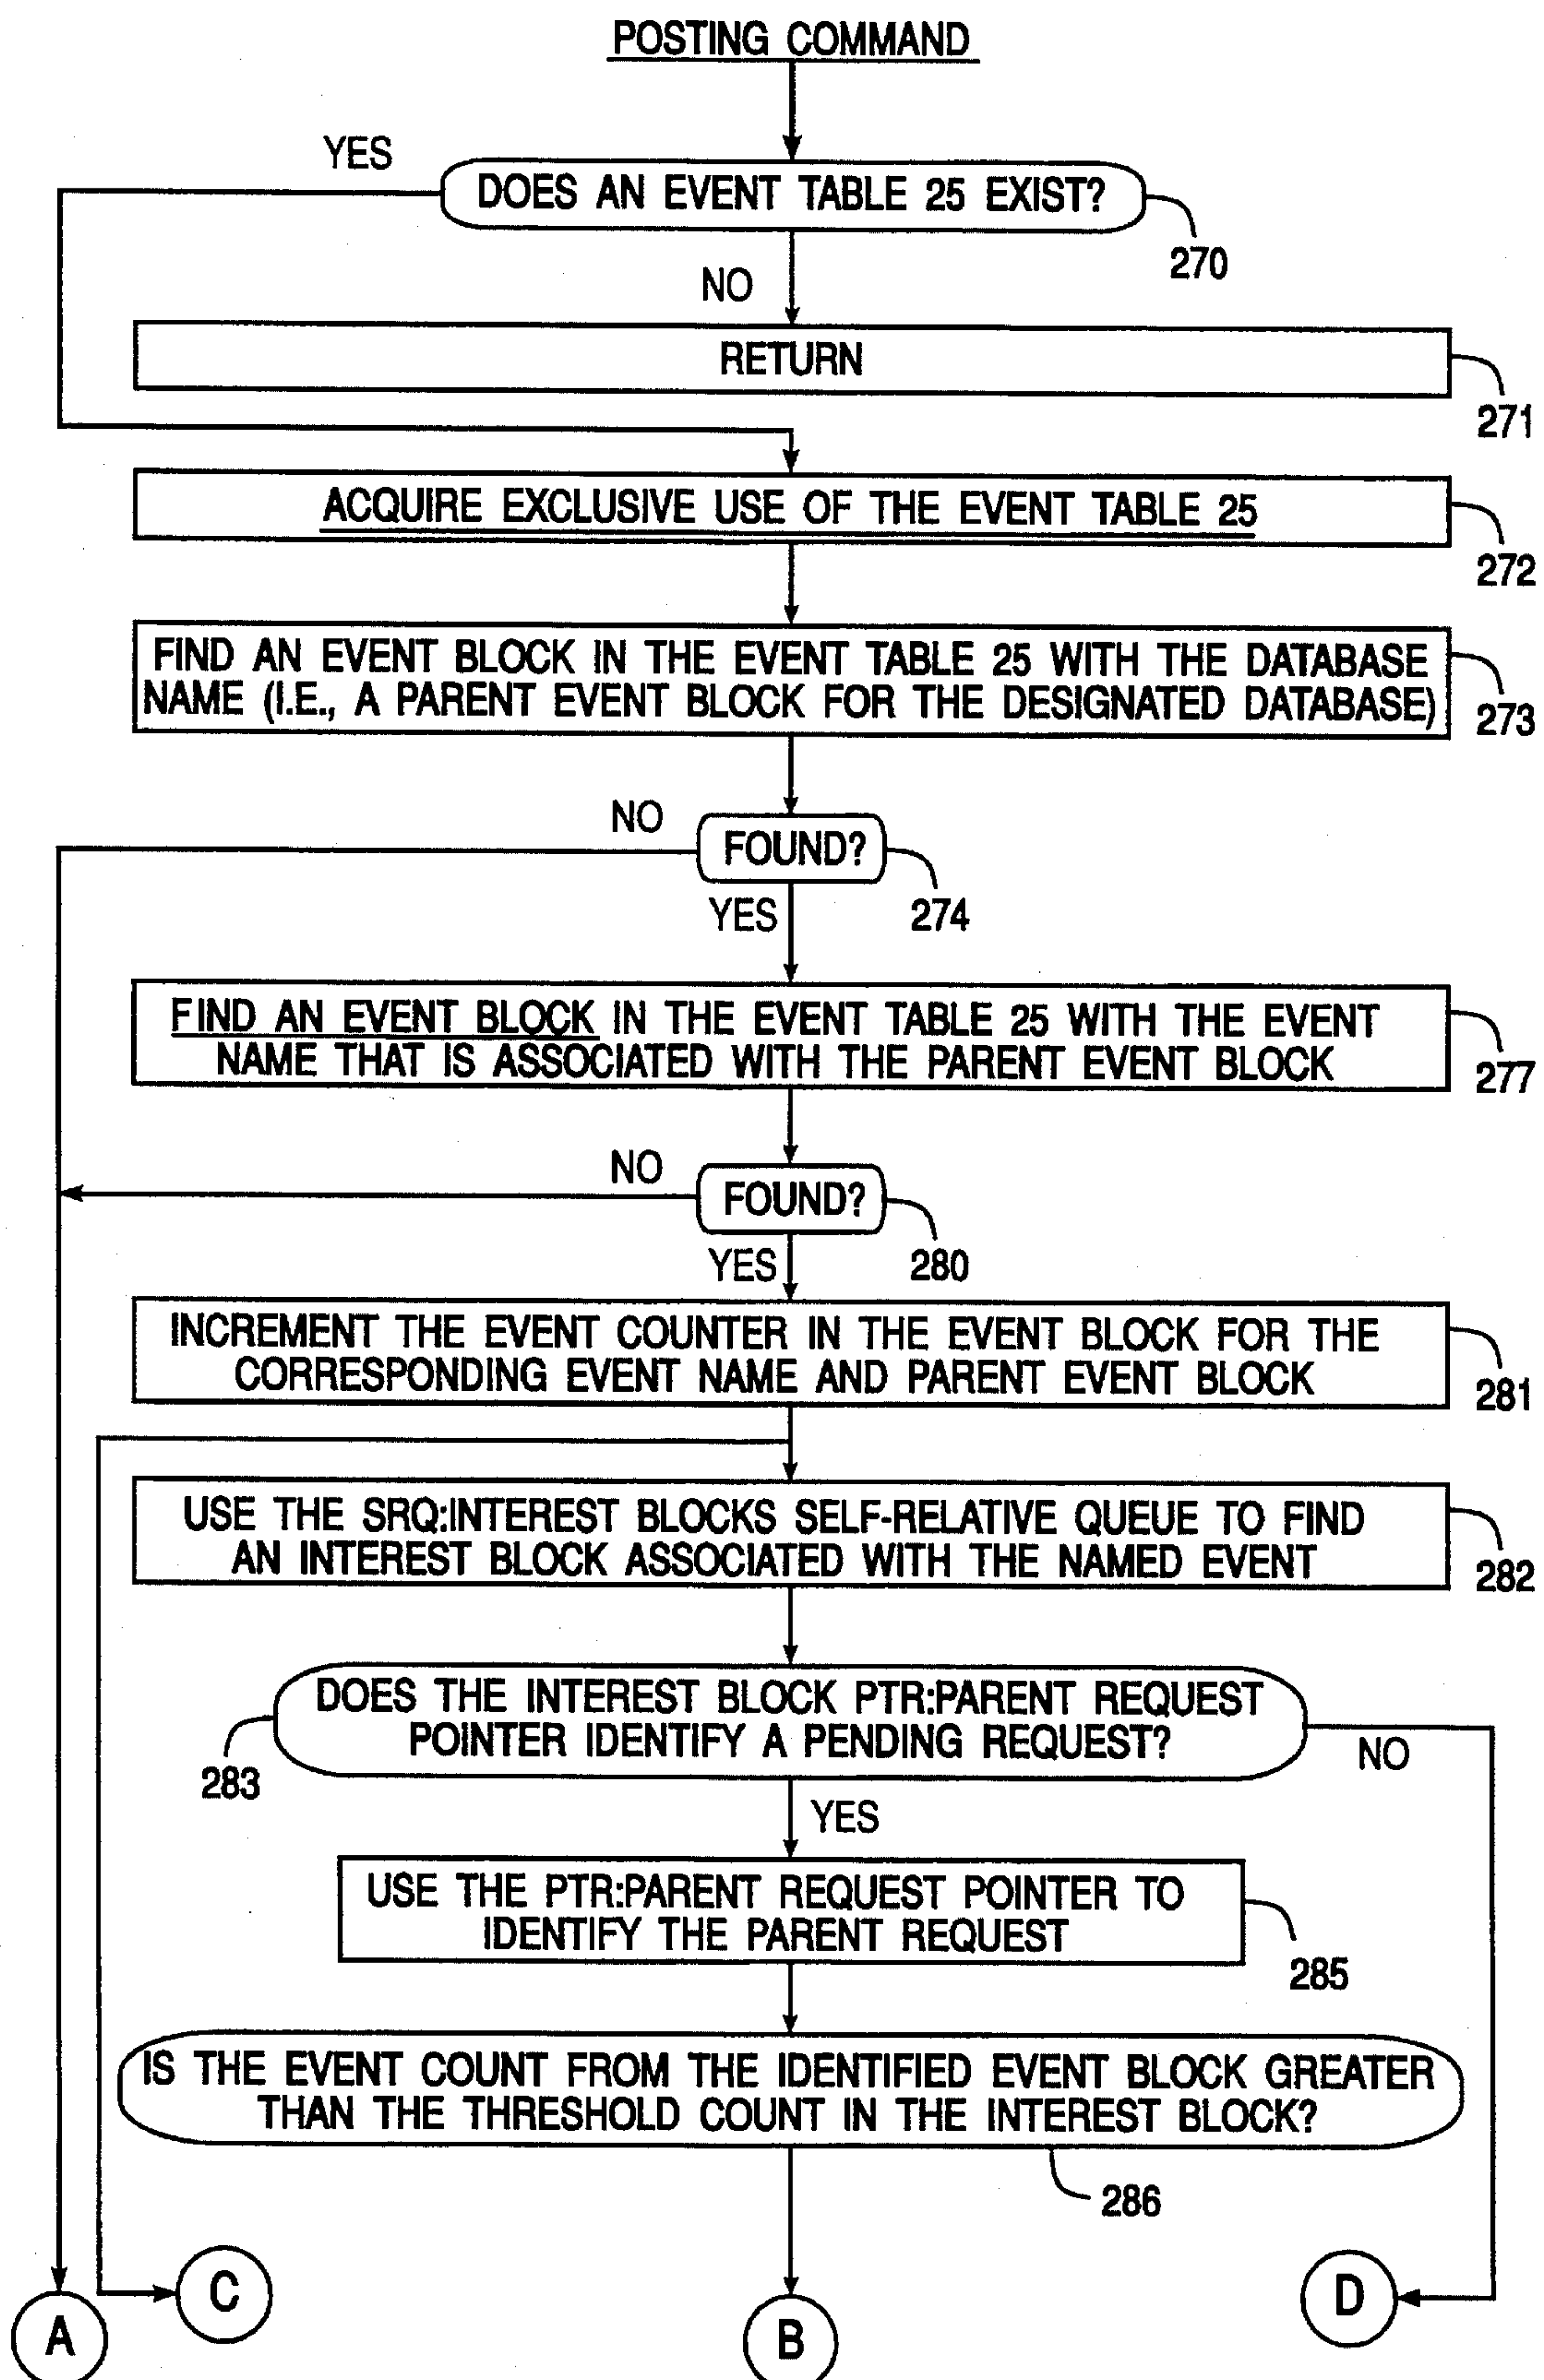 POSTING COMMAND
YES
DOES AN EVENT TABLE 25 EXIST?
270
NO
RETURN
271
ACQUIRE EXCLUSIVE USE OF THE EVENT TABLE 25
272
FIND AN EVENT BLOCK IN THE EVENT TABLE 25 WITH THE DATABASE
NAME (I.E., A PARENT EVENT BLOCK FOR THE DESIGNATED DATABASE)
273
NO
FOUND?
274
YES
FIND AN EVENT BLOCK IN THE EVENT TABLE 25 WITH THE EVENT
NAME THAT IS ASSOCIATED WITH THE PARENT EVENT BLOCK
277
NO
FOUND?
280
YES
INCREMENT THE EVENT COUNTER IN THE EVENT BLOCK FOR THE
CORRESPONDING EVENT NAME AND PARENT EVENT BLOCK
281
USE THE SRQ:INTEREST BLOCKS SELF-RELATIVE QUEUE TO FIND
AN INTEREST BLOCK ASSOCIATED WITH THE NAMED EVENT
282
DOES THE INTEREST BLOCK PTR:PARENT REQUEST
POINTER IDENTIFY A PENDING REQUEST?
283
NO
YES
USE THE PTR:PARENT REQUEST POINTER TO
IDENTIFY THE PARENT REQUEST
285
IS THE EVENT COUNT FROM THE IDENTIFIED EVENT BLOCK GREATER
THAN THE THRESHOLD COUNT IN THE INTEREST BLOCK?
286
A
C
B
D